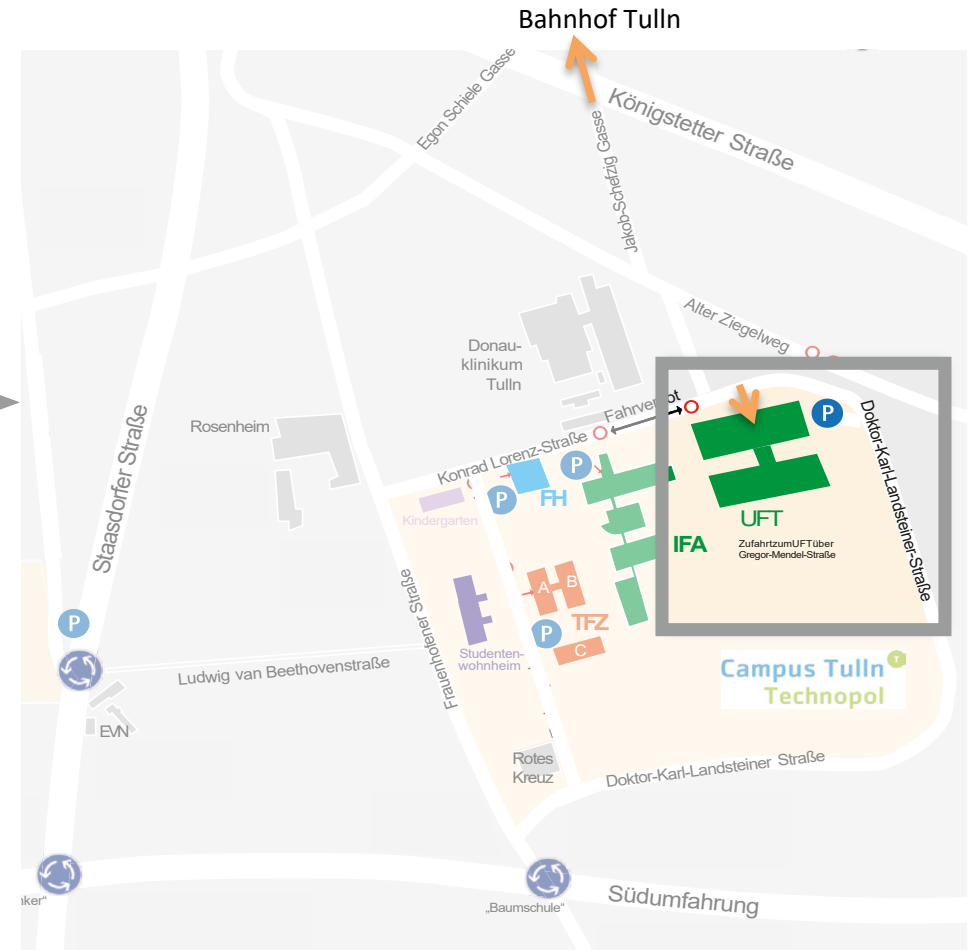 Bahnhof Tulln
Egon Schiele Gasse
Königstetter Straße
Jakob-Schefzig Gasse
Alter Ziegelweg
Donau-
klinikum
Tulln
Staasdorfer Straße
Rosenheim
Fahrverbot
Konrad Lorenz-Straße
P
Doktor-Karl-Landsteiner-Straße
P
P
FH
Kindergarten
UFT
ZufahrtzumUFTüber
Gregor-Mendel-Straße
IFA
A
B
TFZ
P
C
P
Frauenhofener Straße
Studenten-
wohnheim
Ludwig van Beethovenstraße
Campus Tulln T
Technopol
EVN
Rotes
Kreuz
Doktor-Karl-Landsteiner Straße
nker"
„Baumschule"
Südumfahrung